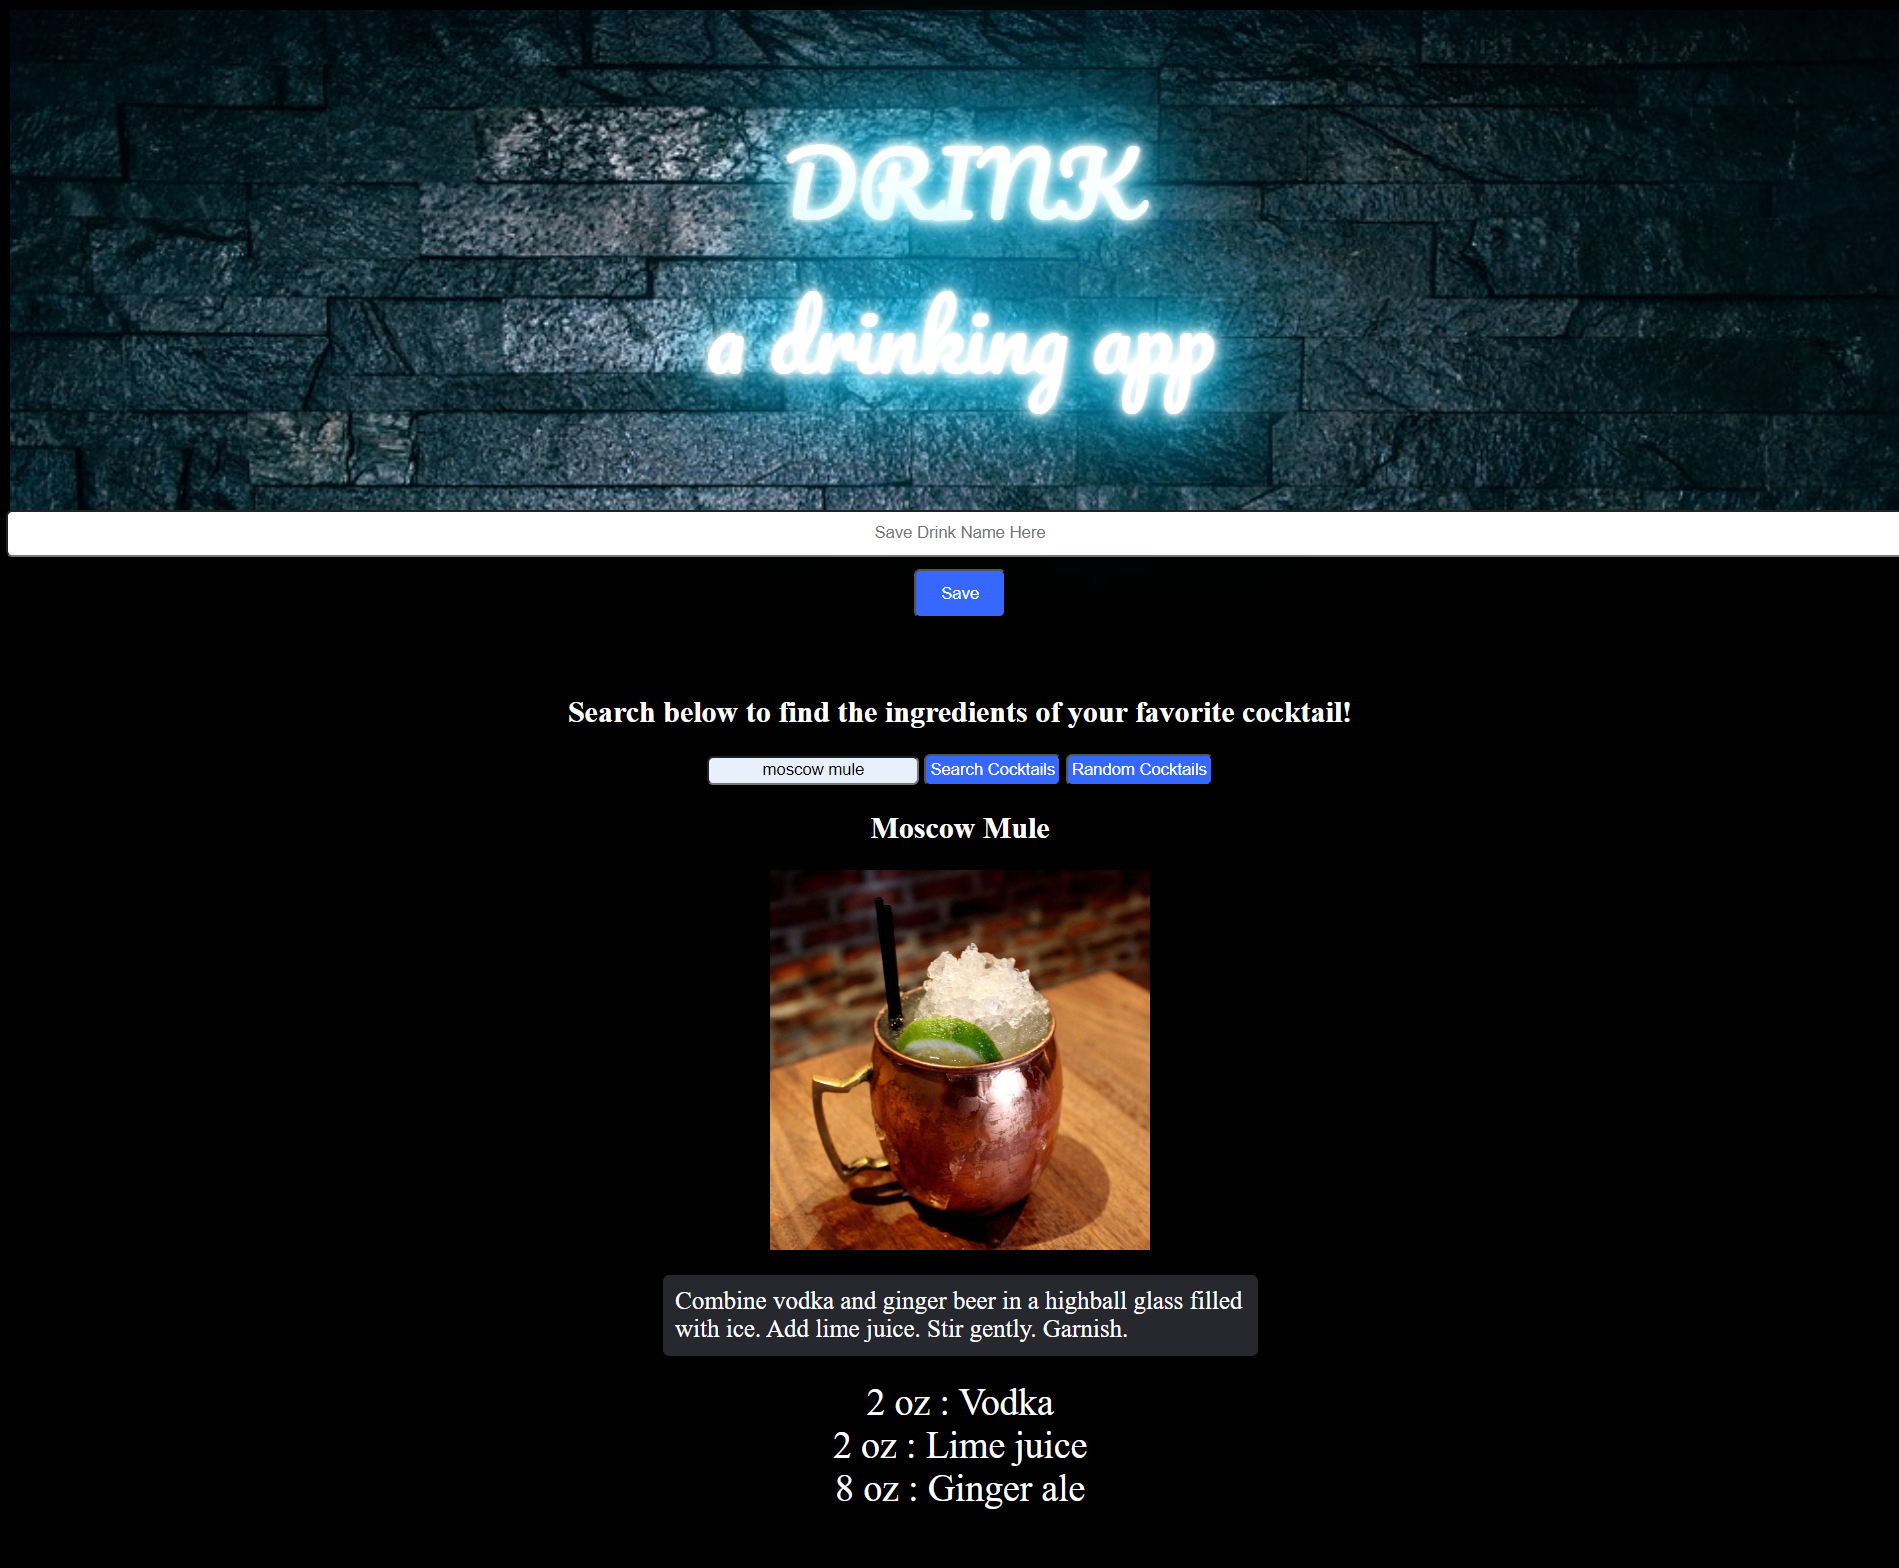 DRINK
a drinking app
Save Drink Name Here
Save
Search below to find the ingredients of your favorite cocktail!
moscow mule Search Cocktails Random Cocktails
Moscow Mule
Combine vodka and ginger beer in a highball glass filled
with ice. Add lime juice. Stir gently. Garnish.
2 oz : Vodka
2 oz : Lime juice
8 oz : Ginger ale